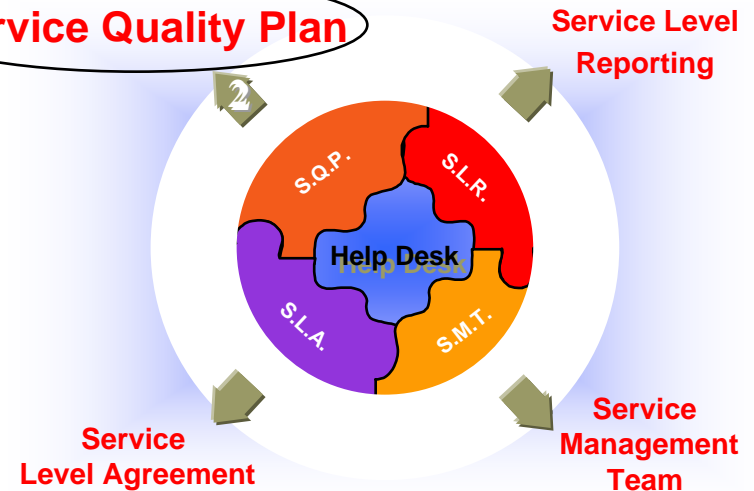 rvice Quality Plan
Service Level
Reporting
2
S.Q.P.
S.L.R.
Help Desk
S.L.A.
S.M.T.
Service
Level Agreement
Service
Management
Team